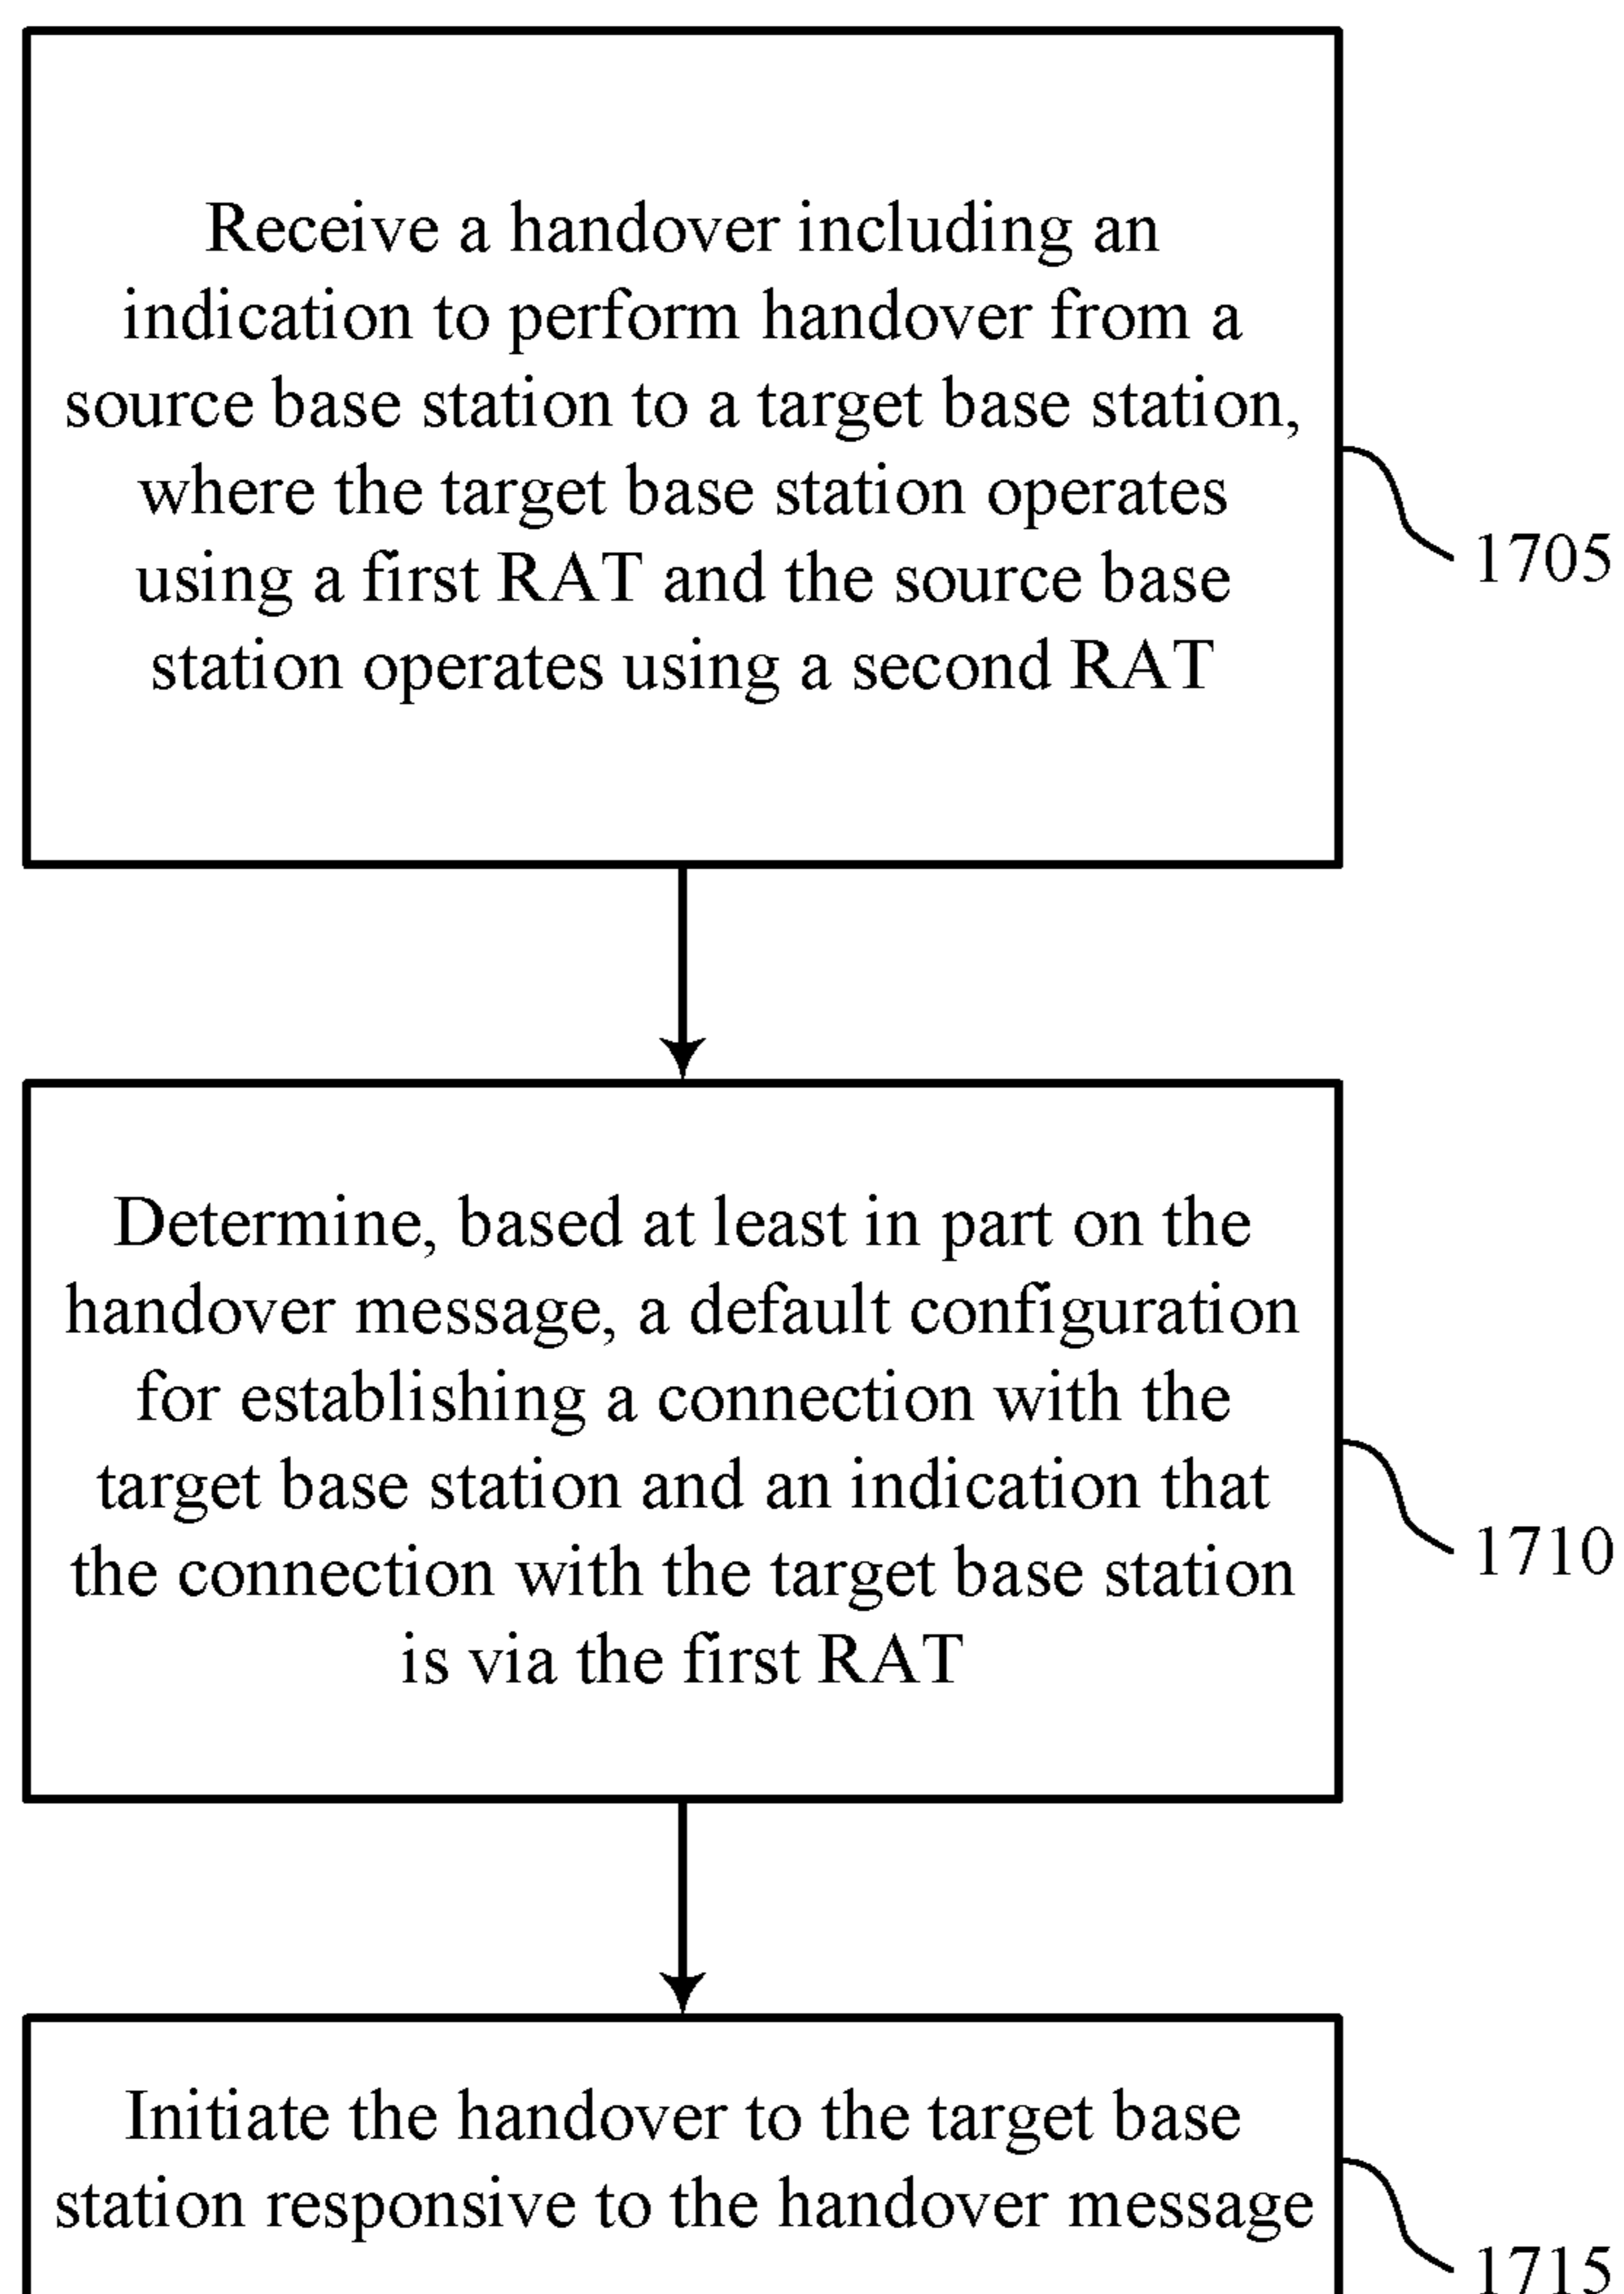 Receive a handover including an
indication to perform handover from a
source base station to a target base station,
where the target base station operates
using a first RAT and the source base
station operates using a second RAT
1705
Determine, based at least in part on the
handover message, a default configuration
for establishing a connection with the
target base station and an indication that
the connection with the target base station
is via the first RAT
1710
Initiate the handover to the target base
station responsive to the handover message
1715